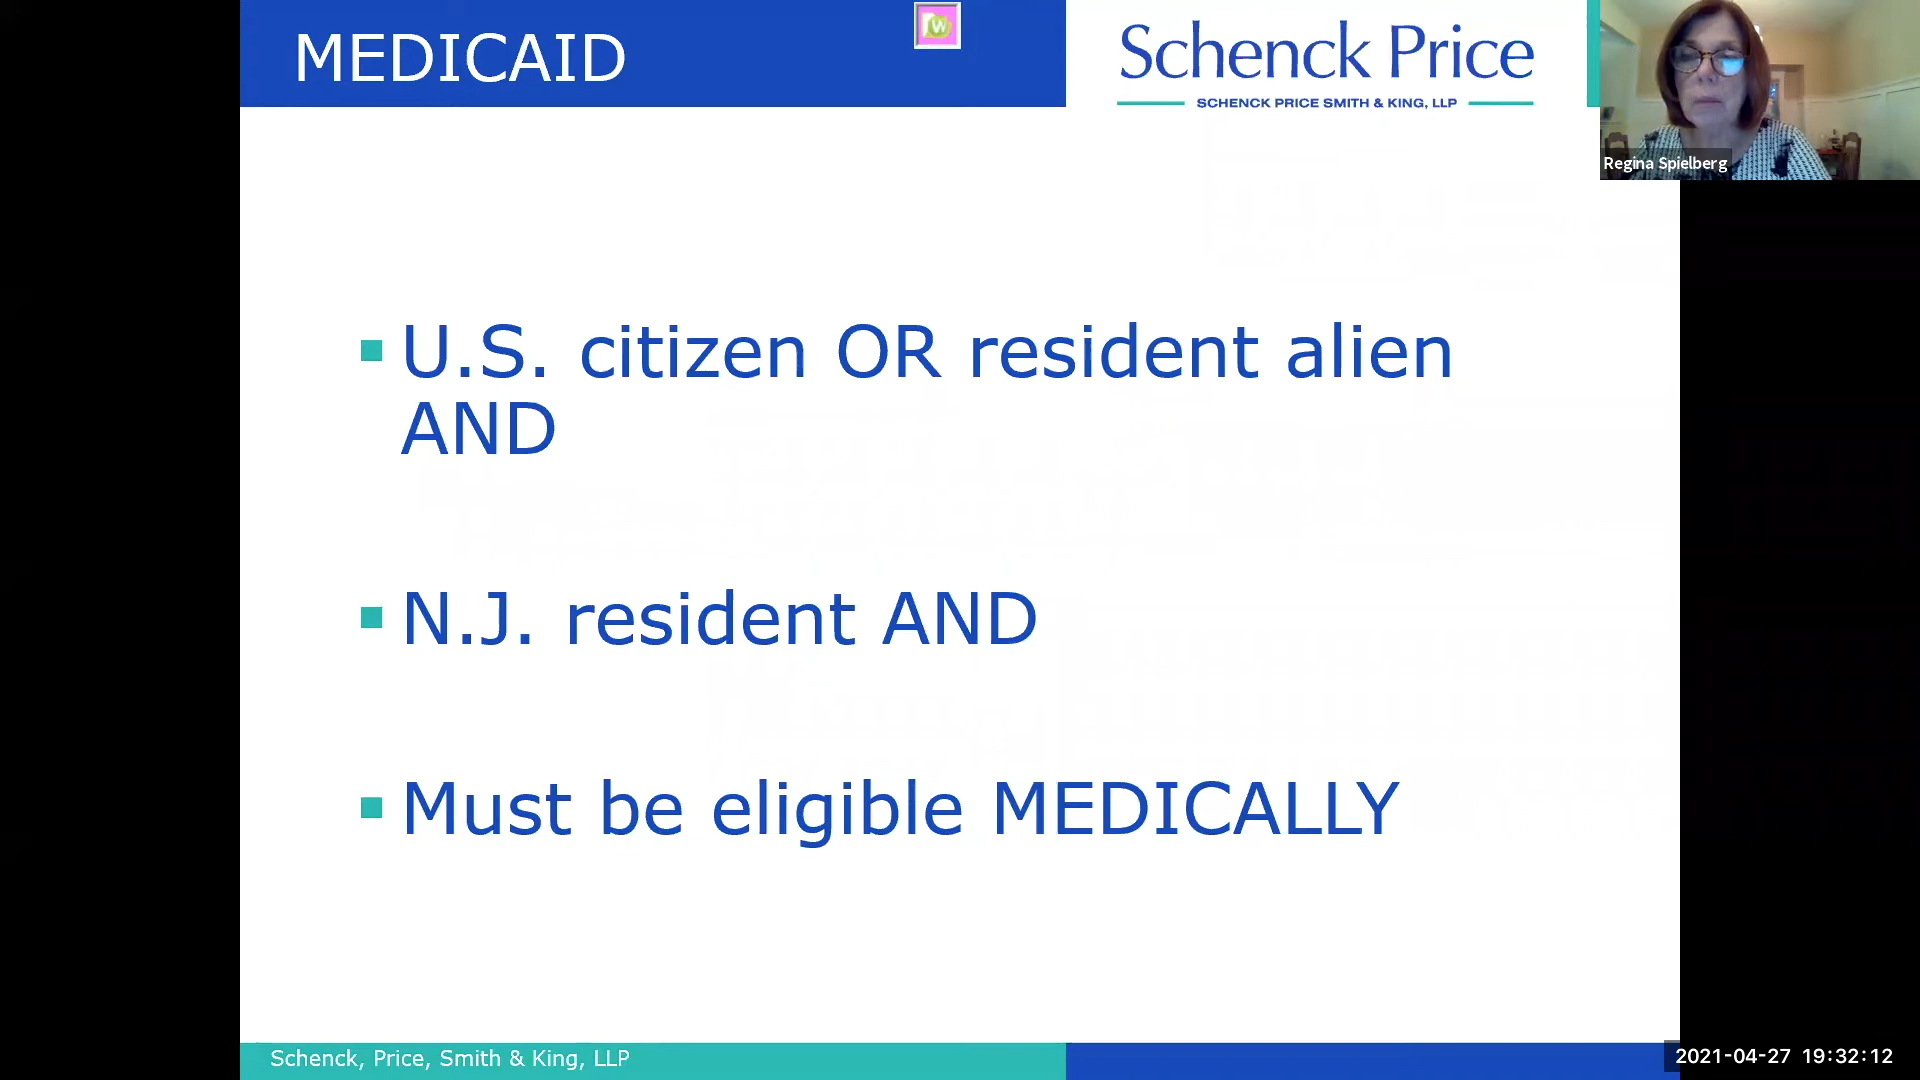 MEDICAID
W
Schenck Price
SCHENCK PRICE SMITH & KING, LLP
Regina Spielberg
▪ U.S. citizen OR resident alien
AND
▪ N.J. resident AND
▪ Must be eligible MEDICALLY
Schenck, Price, Smith & King, LLP
2021-04-27 19:32:12